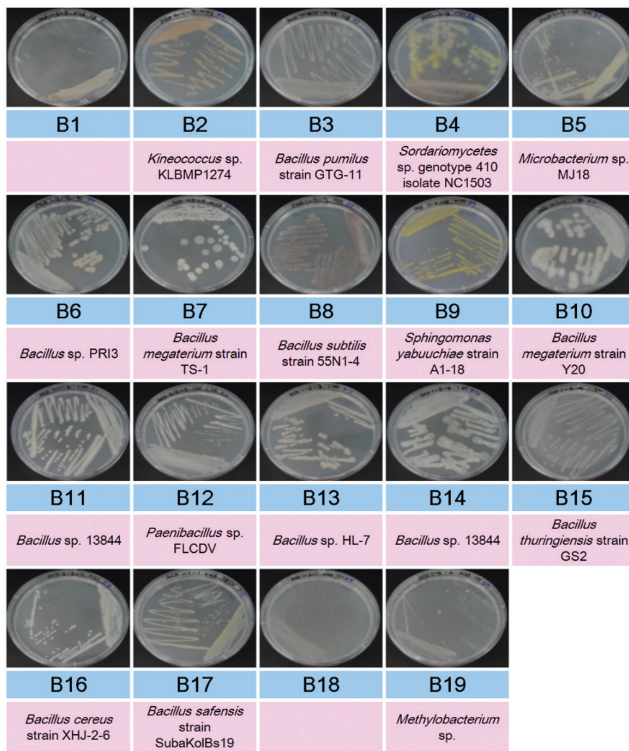 B1 B2 B3 B4 B5
Kineococcus sp.
KLBMP1274
Bacillus pumilus
strain GTG-11
Sordariomycetes
sp. genotype 410
isolate NC1503
Microbacterium sp.
MJ18
B6 B7 B8 B9 B10
Bacillus sp. PRI3
Bacillus
megaterium strain
TS-1
Bacillus subtilis
strain 55N1-4
Sphingomonas
yabuuchiae strain
A1-18
Bacillus
megaterium strain
Y20
B11 B12 B13 B14 B15
Bacillus sp. 13844
Paenibacillus sp.
FLCDV
Bacillus sp. HL-7
Bacillus sp. 13844
Bacillus
thuringiensis strain
GS2
B16 B17 B18 B19
Bacillus cereus
strain XHJ-2-6
Bacillus safensis
strain
SubaKolBs19
Methylobacterium
sp.